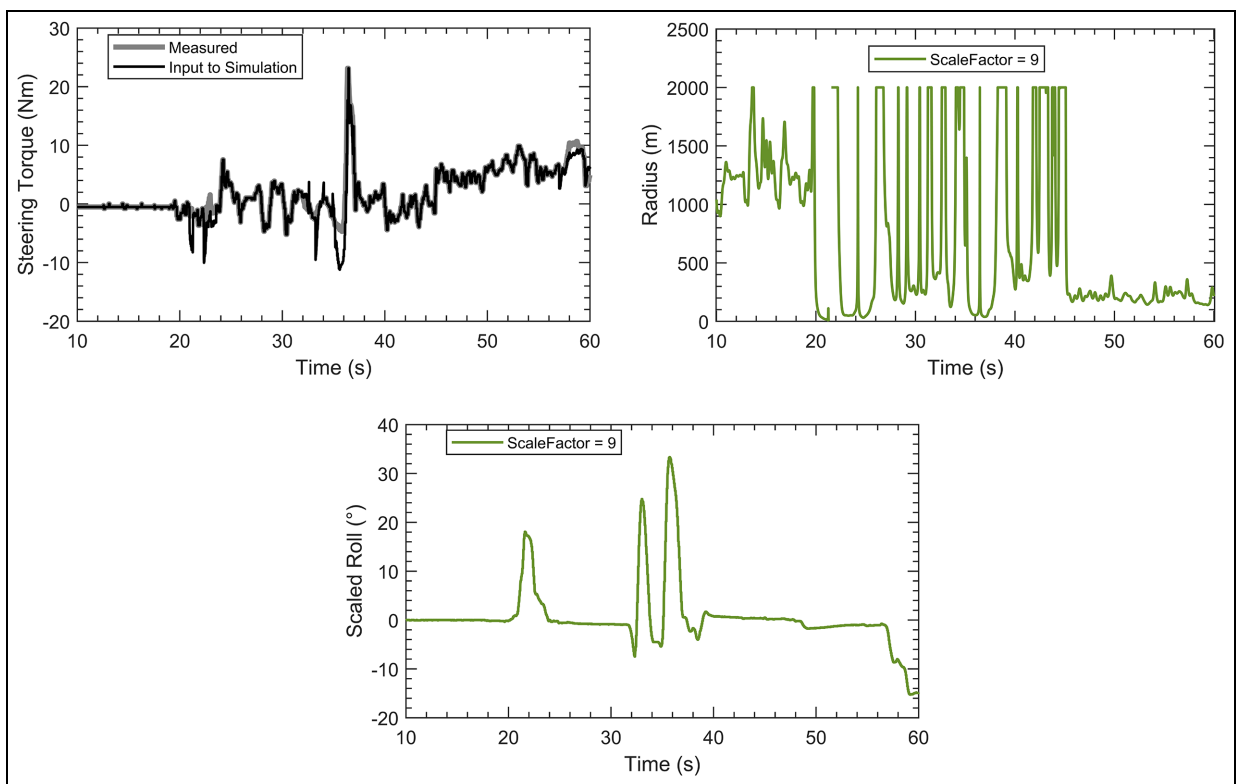 30
20
10
0
-10
-20
Steering Torque (Nm)
Measured
Input to Simulation
10 20 30 40 50 60
Time (s)
2500
2000
1500
1000
500
0
Radius (m)
ScaleFactor = 9
10 20 30 40 50 60
Time (s)
40
30
20
10
0
-10
-20
Scaled Roll (°)
ScaleFactor = 9
10 20 30 40 50 60
Time (s)